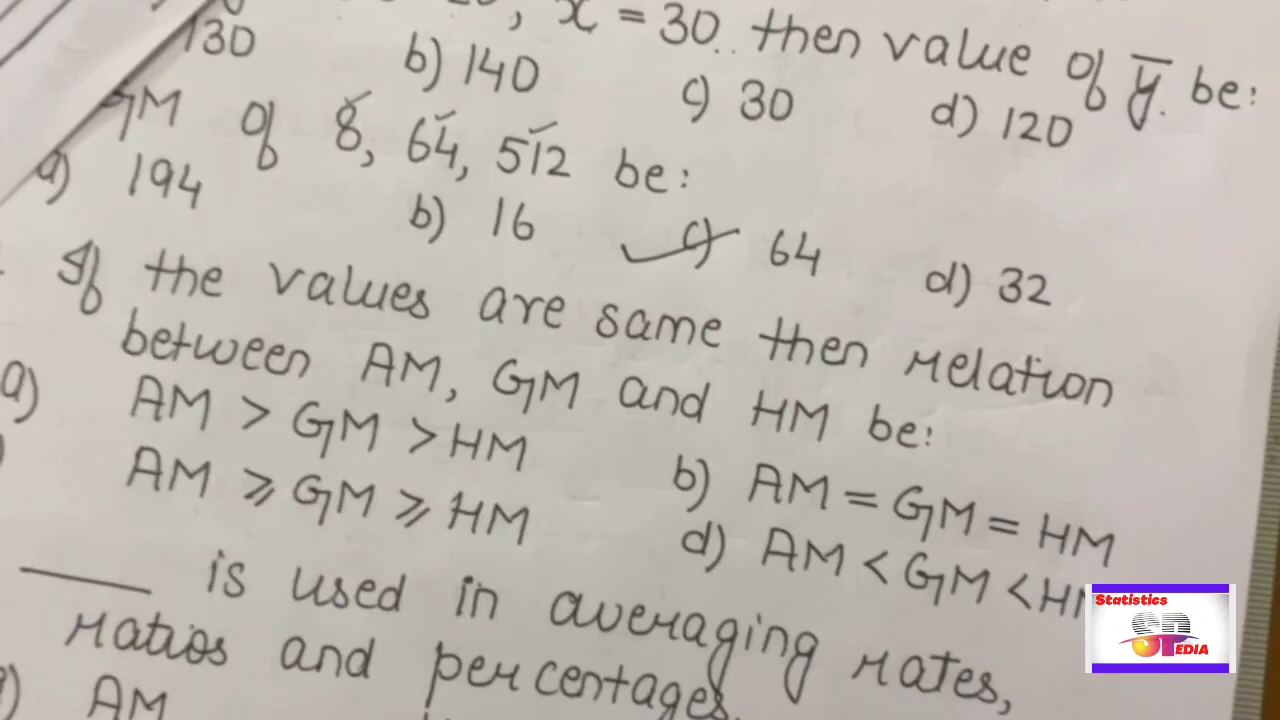 , x = 30.. then value of y̅. be:
130 b) 140 c) 30 d) 120
GM of 8, 64, 512 be:
a) 194 b) 16 c) 64 d) 32
If the values are same then relation
between AM, GM and HM be:
a) AM > GM > HM b) AM = GM = HM
AM ⩾ GM ⩾ HM d) AM < GM < HM
____ is used in averaging rates,
ratios and percentages.
a) AM
Statistics
EDIA